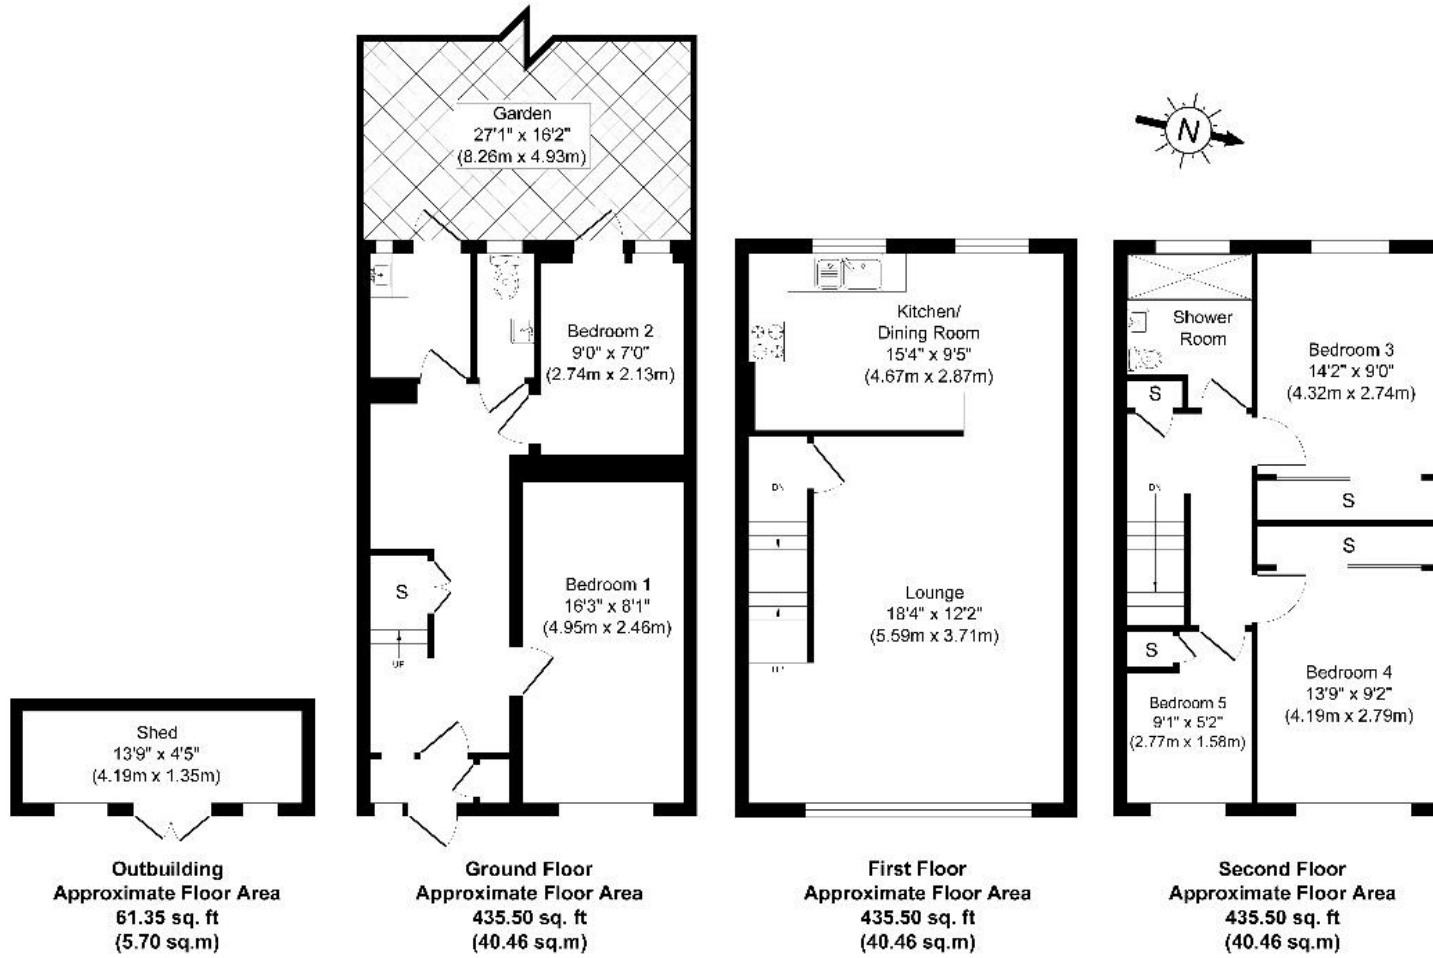 Garden
27'1" x 16'2"
(8.26m x 4.93m)
N
Bedroom 2
9'0" x 7'0"
(2.74m x 2.13m)
S
UP
Bedroom 1
16'3" x 8'1"
(4.95m x 2.46m)
Kitchen/
Dining Room
15'4" x 9'5"
(4.67m x 2.87m)
DN
Lounge
18'4" x 12'2"
(5.59m x 3.71m)
UP
Shower
Room
S
Bedroom 3
14'2" x 9'0"
(4.32m x 2.74m)
S
DN
S
S
Bedroom 4
13'9" x 9'2"
(4.19m x 2.79m)
Bedroom 5
9'1" x 5'2"
(2.77m x 1.58m)
Shed
13'9" x 4'5"
(4.19m x 1.35m)
Outbuilding
Approximate Floor Area
61.35 sq. ft
(5.70 sq.m)
Ground Floor
Approximate Floor Area
435.50 sq. ft
(40.46 sq.m)
First Floor
Approximate Floor Area
435.50 sq. ft
(40.46 sq.m)
Second Floor
Approximate Floor Area
435.50 sq. ft
(40.46 sq.m)